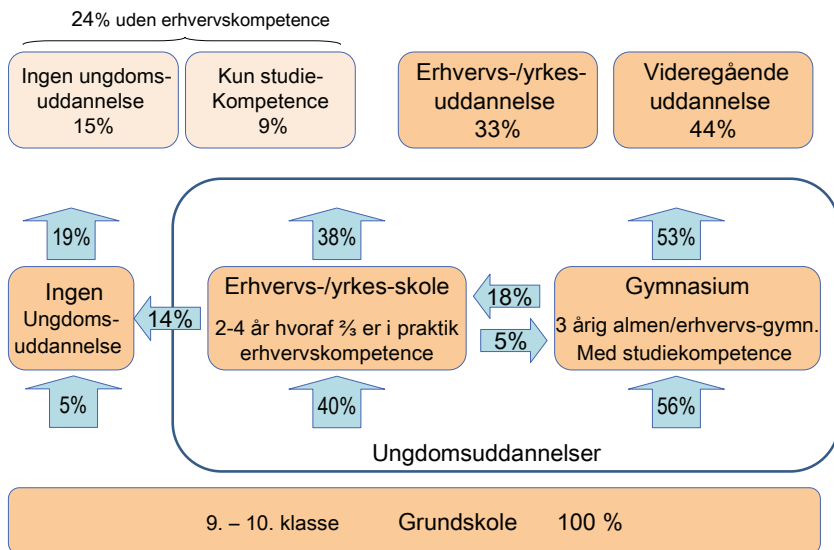 24% uden erhvervskompetence
Ingen ungdoms-
uddannelse
15%
Kun studie-
Kompetence
9%
Erhvervs-/yrkes-
uddannelse
33%
Videregående
uddannelse
44%
19%
38%
53%
Ingen
Ungdoms-
uddannelse
14%
Erhvervs-/yrkes-skole
2-4 år hvoraf ⅔ er i praktik
erhvervskompetence
18%
5%
Gymnasium
3 årig almen/erhvervs-gymn.
Med studiekompetence
5%
40%
56%
Ungdomsuddannelser
9. – 10. klasse Grundskole 100 %